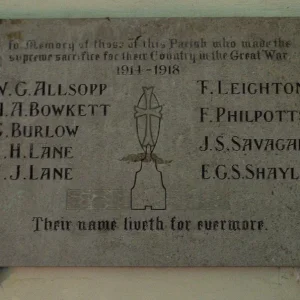 In Memory of those of this Parish who made the
supreme sacrifice for their Country in the Great War
1914-1918
W.G. ALLSOPP
A. BOWKETT
BURLOW
H. LANE
J. LANE
F. LEIGHTON
F. PHILPOTT
J.S. SAVAGA
E.G.S. SHAYL
Their name liveth for evermore.